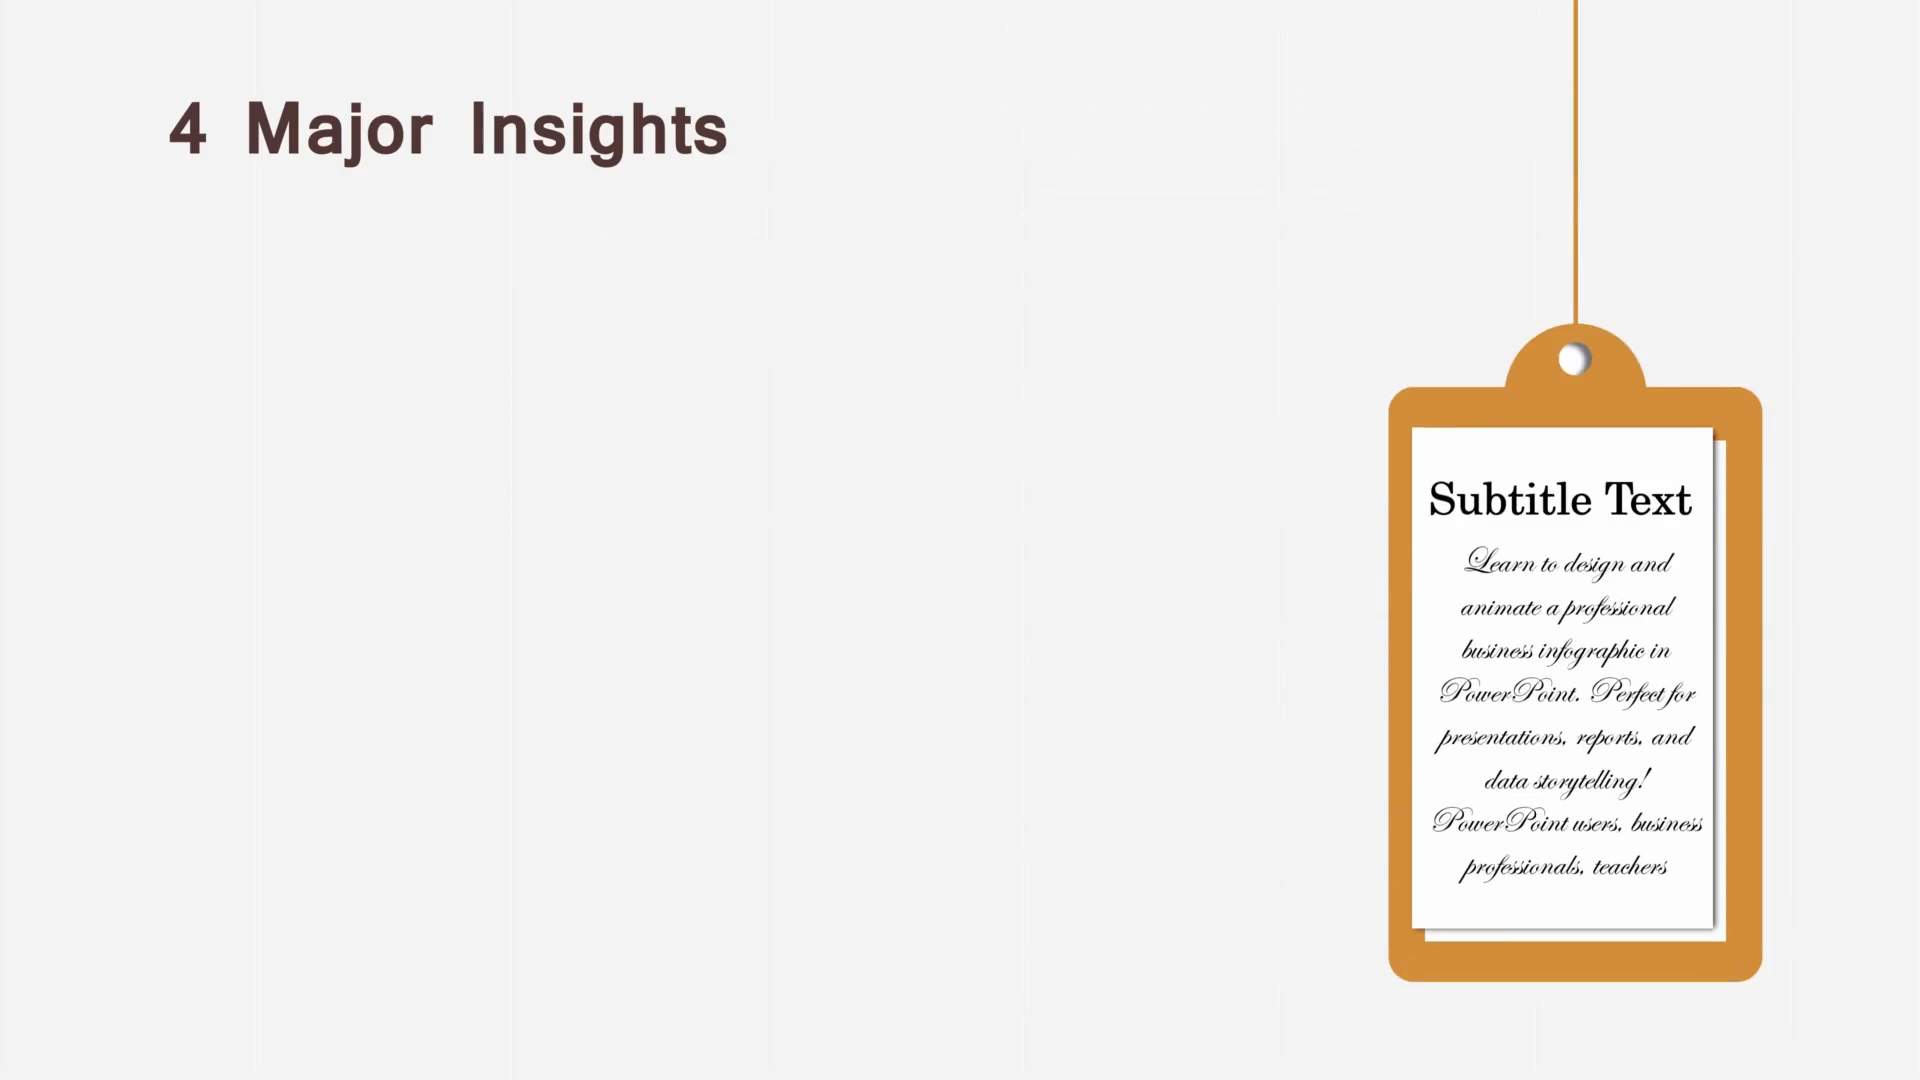 4 Major Insights
Subtitle Text
Learn to design and
animate a professional
business infographic in
PowerPoint. Perfect for
presentations, reports, and
data storytelling!
PowerPoint users, business
professionals, teachers